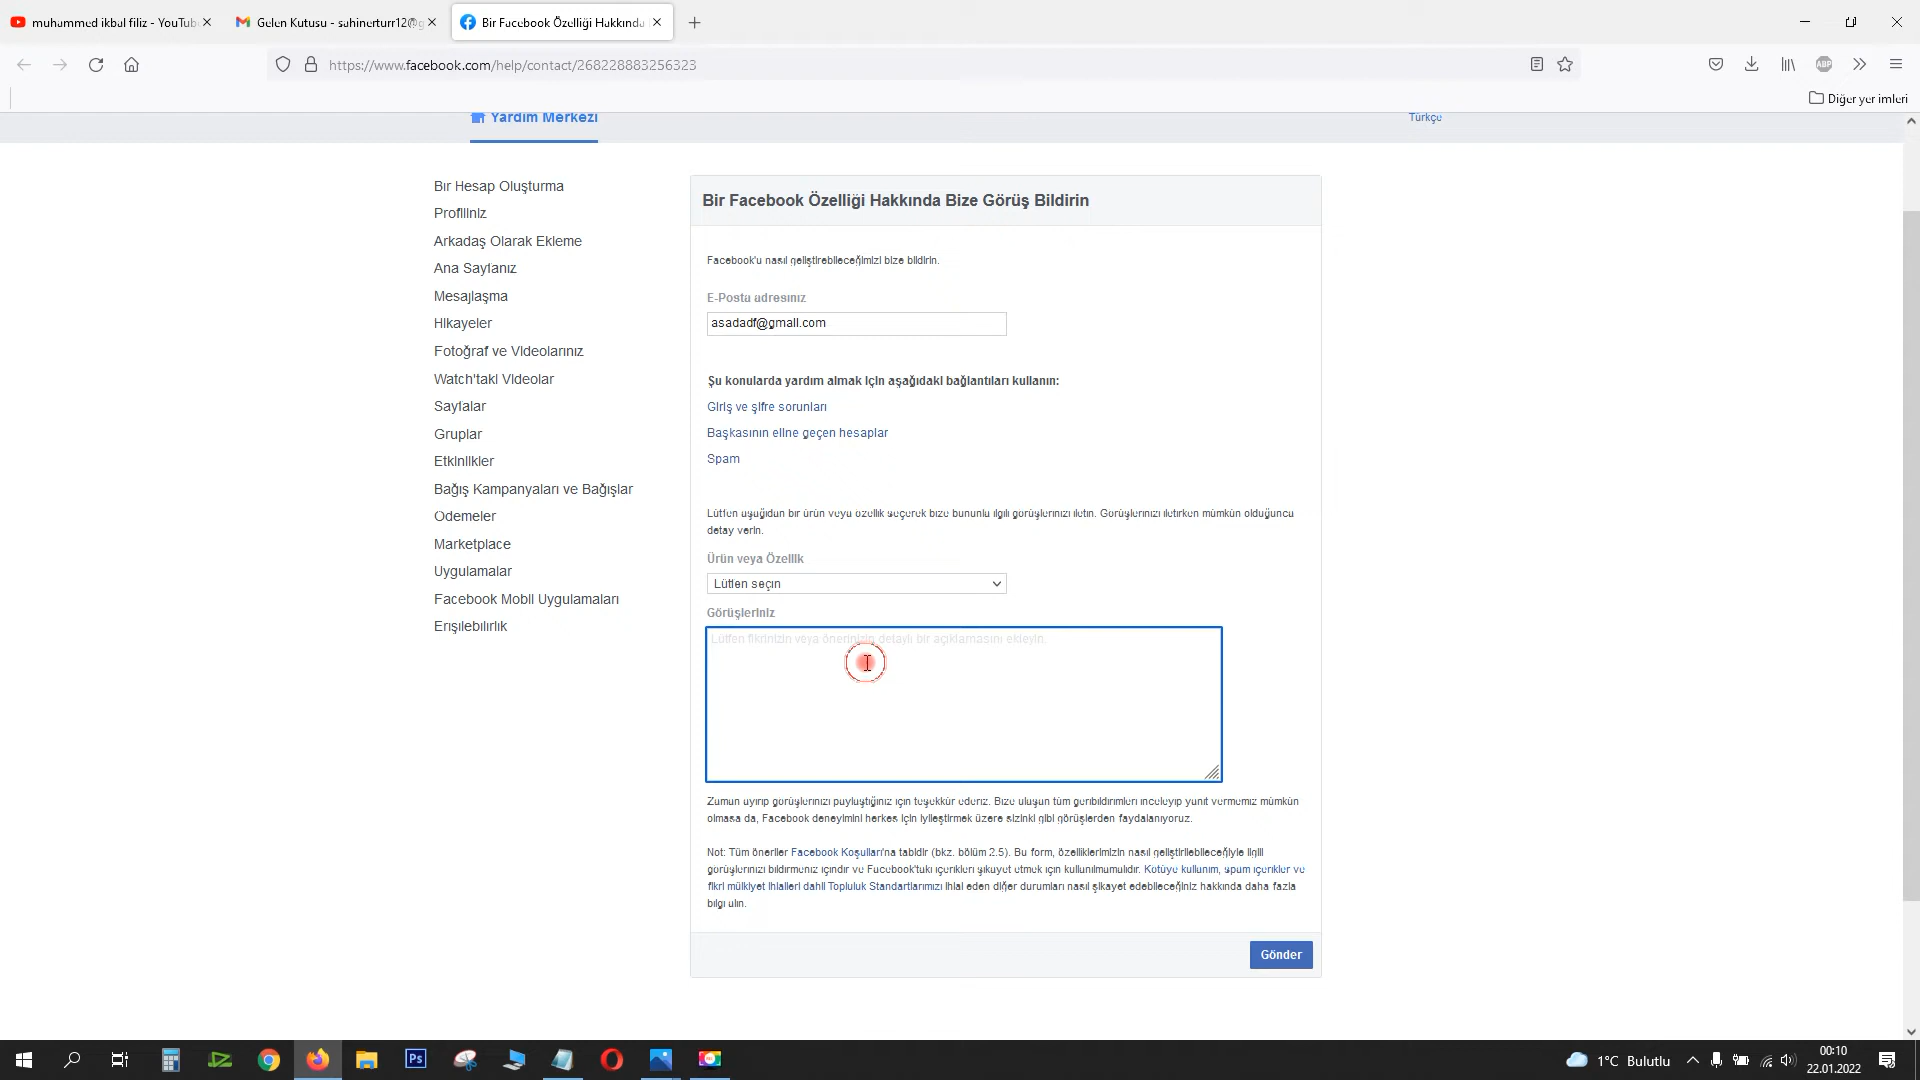 muhammed ikbal filiz - YouTub
Gelen Kutusu - sahinerturr12@g
Bir Facebook Özelliği Hakkında
https://www.facebook.com/help/contact/268228883256323
ABP
Diğer yer imleri
Yardım Merkezi
Türkçe
Bir Hesap Oluşturma
Profiliniz
Arkadaş Olarak Ekleme
Ana Sayfanız
Mesajlaşma
Hikayeler
Fotoğraf ve Videolarınız
Watch'taki Videolar
Sayfalar
Gruplar
Etkinlikler
Bağış Kampanyaları ve Bağışlar
Ödemeler
Marketplace
Uygulamalar
Facebook Mobil Uygulamaları
Erişilebilirlik
Bir Facebook Özelliği Hakkında Bize Görüş Bildirin
Facebook'u nasıl geliştirebileceğimizi bize bildirin.
E-Posta adresiniz
asadadf@gmail.com
Şu konularda yardım almak için aşağıdaki bağlantıları kullanın:
Giriş ve şifre sorunları
Başkasının eline geçen hesaplar
Spam
Lütfen aşağıdan bir ürün veya özellik seçerek bize bununla ilgili görüşlerinizi iletin. Görüşlerinizi iletirken mümkün olduğunca
detay verin.
Ürün veya Özellik
Lütfen seçin
Görüşleriniz
Lütfen fikrinizin veya önerinizin detaylı bir açıklamasını ekleyin.
Zaman ayırıp görüşlerinizi paylaştığınız için teşekkür ederiz. Bize ulaşan tüm geribildirimleri inceleyip yanıt vermemiz mümkün
olmasa da, Facebook deneyimini herkes için iyileştirmek üzere sizinki gibi görüşlerden faydalanıyoruz.
Not: Tüm öneriler Facebook Koşulları'na tabidir (bkz. bölüm 2.5). Bu form, özelliklerimizin nasıl geliştirilebileceğiyle ilgili
görüşlerinizi bildirmeniz içindir ve Facebook'taki içerikleri şikayet etmek için kullanılmamalıdır. Kötüye kullanım, spam içerikler ve
fikri mülkiyet ihlalleri dahil Topluluk Standartlarımızı ihlal eden diğer durumları nasıl şikayet edebileceğiniz hakkında daha fazla
bilgi alın.
Gönder
Ps
1°C Bulutlu
00:10
22.01.2022